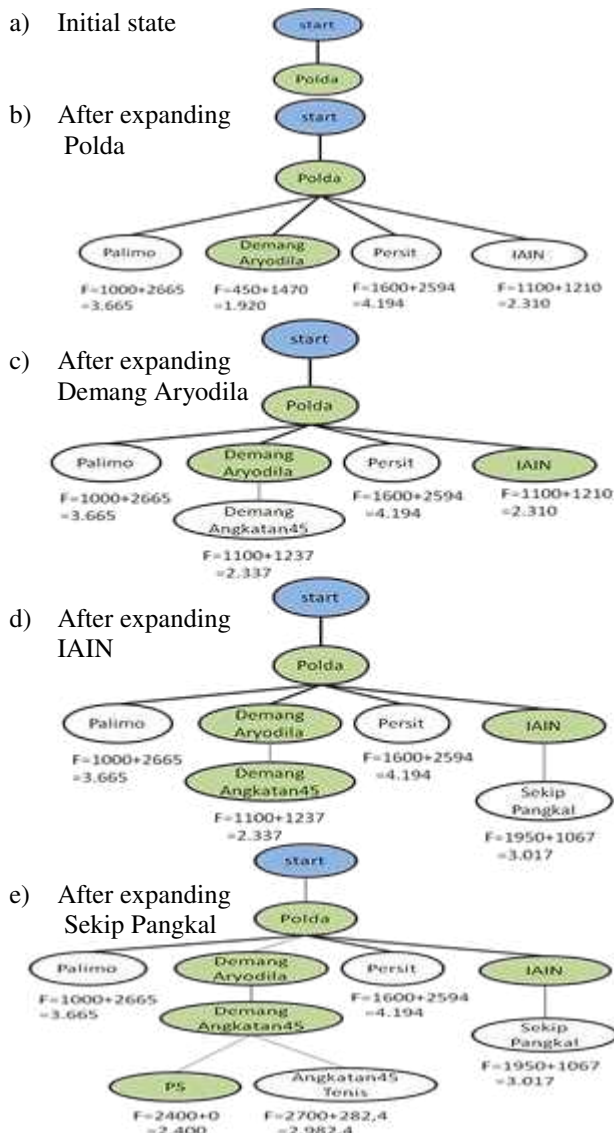 a) Initial state
start
Polda
b) After expanding
Polda
start
Polda
Palimo
Demang
Aryodila
Persit
IAIN
F=1000+2665
=3.665
F=450+1470
=1.920
F=1600+2594
=4.194
F=1100+1210
=2.310
c) After expanding
Demang Aryodila
start
Polda
Palimo
Demang
Aryodila
Persit
IAIN
F=1000+2665
=3.665
F=1600+2594
=4.194
F=1100+1210
=2.310
Demang
Angkatan45
F=1100+1237
=2.337
d) After expanding
IAIN
start
Polda
Palimo
Demang
Aryodila
Persit
IAIN
F=1000+2665
=3.665
F=1600+2594
=4.194
Demang
Angkatan45
F=1100+1237
=2.337
Sekip
Pangkal
F=1950+1067
=3.017
e) After expanding
Sekip Pangkal
start
Polda
Palimo
Demang
Aryodila
Persit
IAIN
F=1000+2665
=3.665
F=1600+2594
=4.194
Demang
Angkatan45
Sekip
Pangkal
F=1950+1067
=3.017
PS
Angkatan45
Tenis
F=2400+0
=2.400
F=2700+282,4
=2.982,4